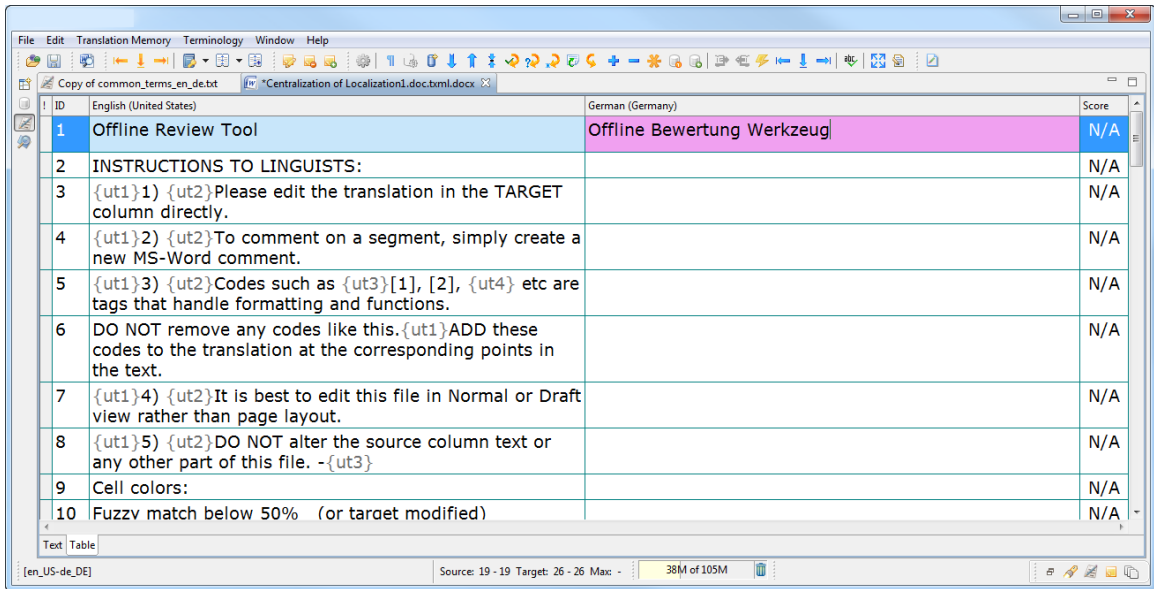 File Edit Translation Memory Terminology Window Help
Copy of common_terms_en_de.txt *Centralization of Localization1.doc.txml.docx
! ID English (United States) German (Germany) Score
1 Offline Review Tool Offline Bewertung Werkzeug N/A
2 INSTRUCTIONS TO LINGUISTS: N/A
3 {ut1}1) {ut2}Please edit the translation in the TARGET N/A
column directly.
4 {ut1}2) {ut2}To comment on a segment, simply create a N/A
new MS-Word comment.
5 {ut1}3) {ut2}Codes such as {ut3}[1], [2], {ut4} etc are N/A
tags that handle formatting and functions.
6 DO NOT remove any codes like this.{ut1}ADD these N/A
codes to the translation at the corresponding points in
the text.
7 {ut1}4) {ut2}It is best to edit this file in Normal or Draft N/A
view rather than page layout.
8 {ut1}5) {ut2}DO NOT alter the source column text or N/A
any other part of this file. -{ut3}
9 Cell colors: N/A
10 Fuzzy match below 50% (or target modified) N/A
Text Table
[en_US-de_DE] Source: 19 - 19 Target: 26 - 26 Max: - 38M of 105M